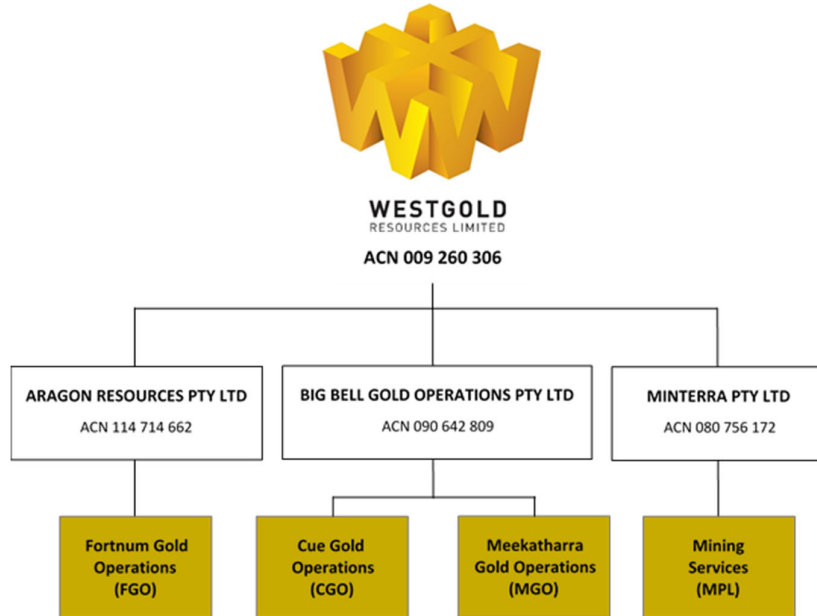 WESTGOLD
RESOURCES LIMITED
ACN 009 260 306
ARAGON RESOURCES PTY LTD
ACN 114 714 662
BIG BELL GOLD OPERATIONS PTY LTD
ACN 090 642 809
MINTERRA PTY LTD
ACN 080 756 172
Fortnum Gold
Operations
(FGO)
Cue Gold
Operations
(CGO)
Meekatharra
Gold Operations
(MGO)
Mining
Services
(MPL)